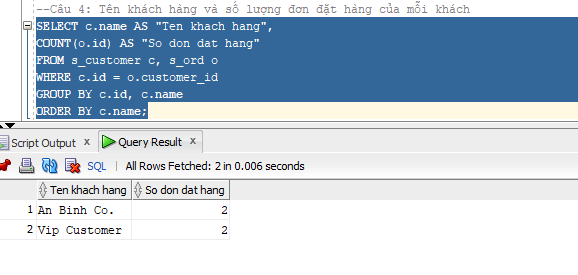 --Câu 4: Tên khách hàng và số lượng đơn đặt hàng của mỗi khách
SELECT c.name AS "Ten khach hang",
COUNT(o.id) AS "So don dat hang"
FROM s_customer c, s_ord o
WHERE c.id = o.customer_id
GROUP BY c.id, c.name
ORDER BY c.name;
Script Output x Query Result x
SQL | All Rows Fetched: 2 in 0.006 seconds
Ten khach hang So don dat hang
1 An Binh Co. 2
2 Vip Customer 2